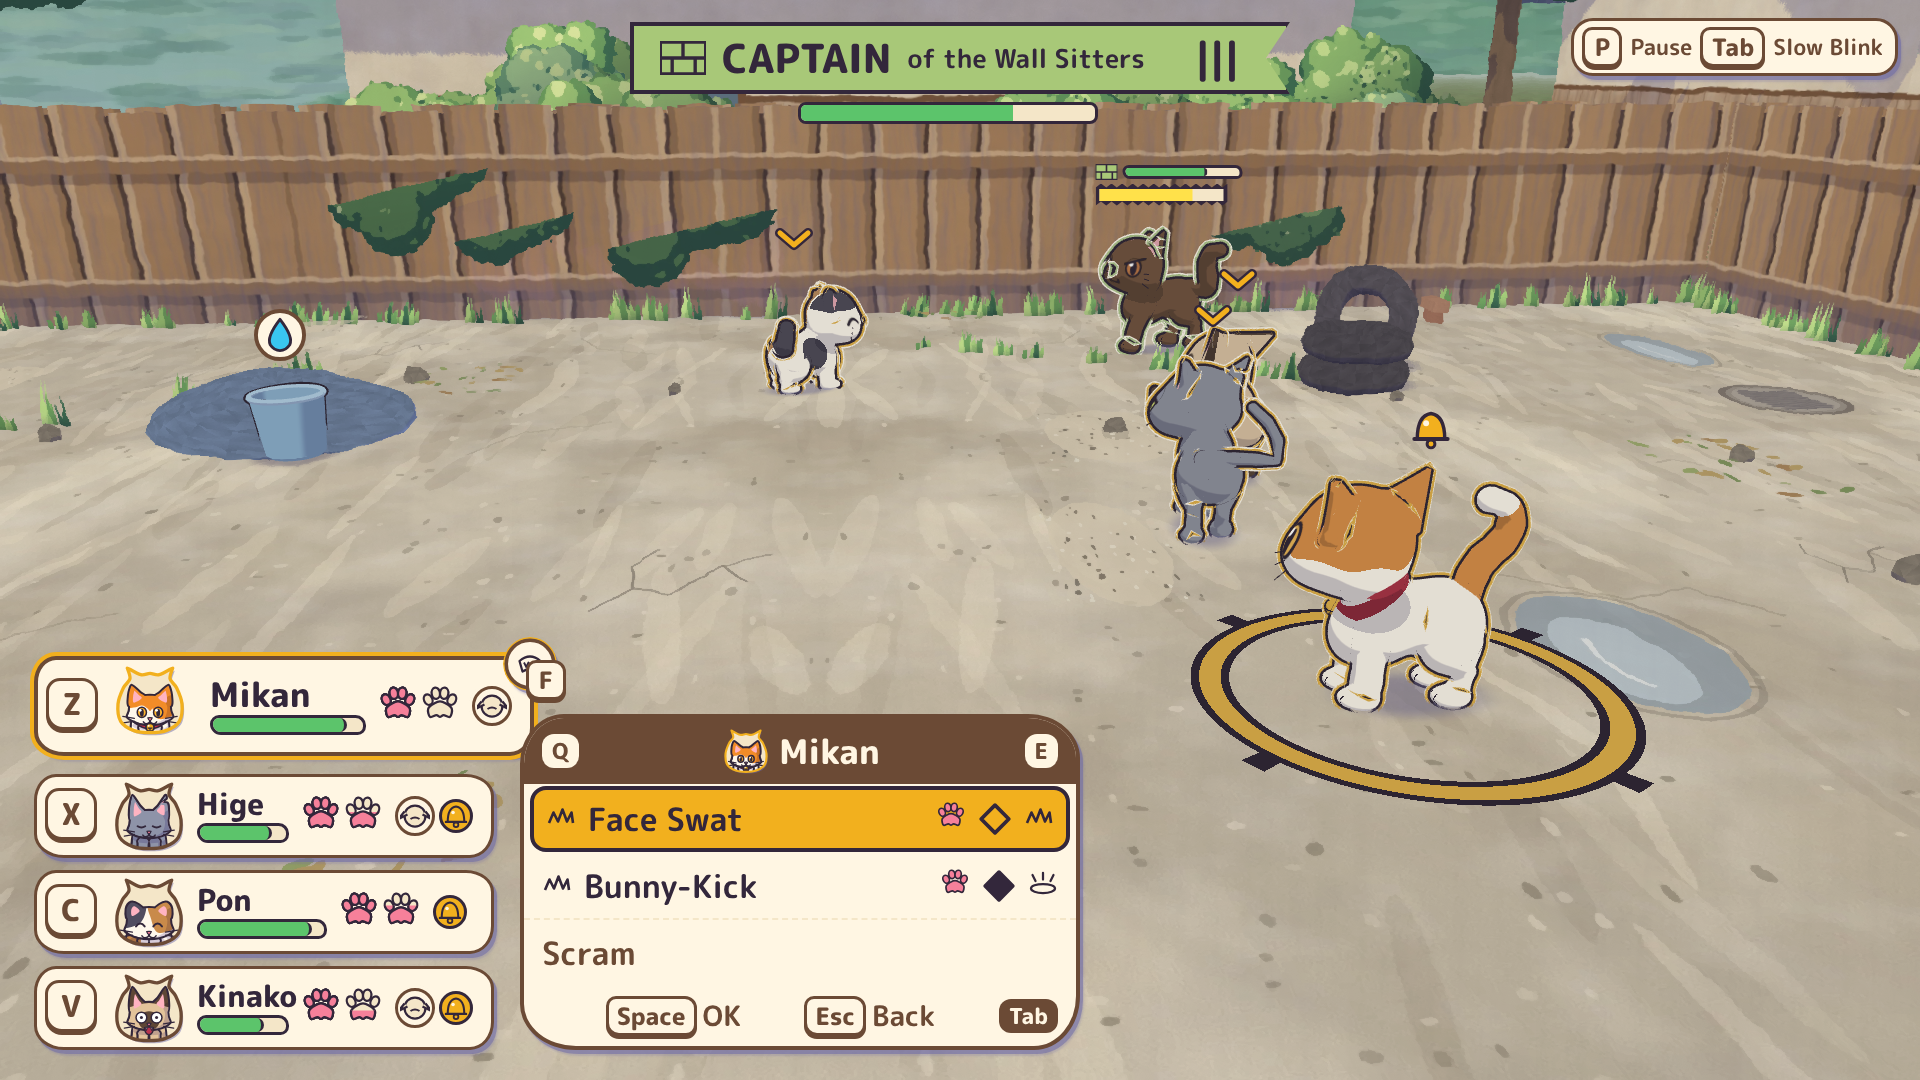 CAPTAIN of the Wall Sitters
P Pause Tab Slow Blink
Z Mikan
F
X Hige
C Pon
V Kinako
Q Mikan E
Face Swat
Bunny-Kick
Scram
Space OK Esc Back Tab